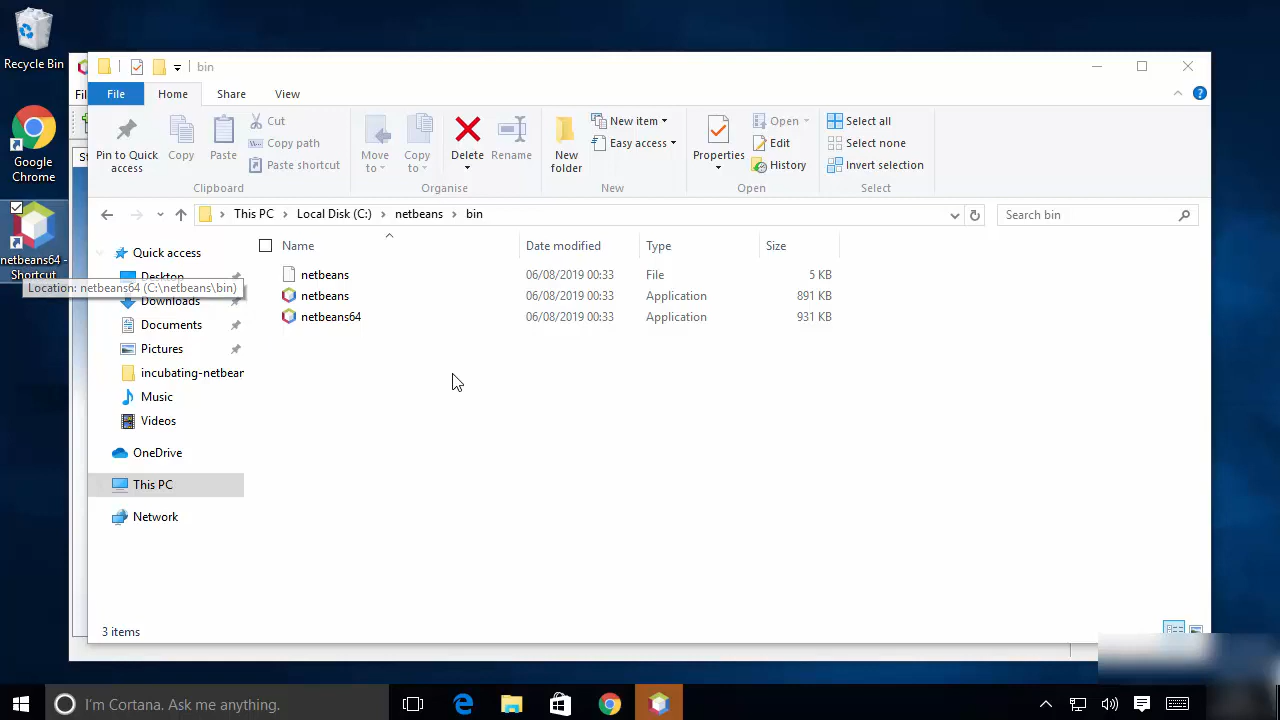 Recycle Bin
Google
Chrome
netbeans64 -
Shortcut
Location: netbeans64 (C:\netbeans\bin)
bin
File
Home
Share
View
Pin to Quick
access
Copy
Paste
Cut
Copy path
Paste shortcut
Clipboard
Move
to
Copy
to
Delete
Rename
Organise
New
folder
New item
Easy access
New
Properties
Open
Edit
History
Open
Select all
Select none
Invert selection
Select
This PC
Local Disk (C:)
netbeans
bin
Search bin
Quick access
Desktop
Downloads
Documents
Pictures
incubating-netbear
Music
Videos
OneDrive
This PC
Network
Name Date modified Type Size
netbeans 06/08/2019 00:33 File 5 KB
netbeans 06/08/2019 00:33 Application 891 KB
netbeans64 06/08/2019 00:33 Application 931 KB
3 items
I'm Cortana. Ask me anything.